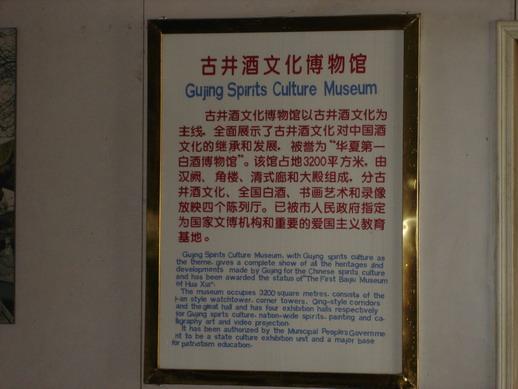 古井酒文化博物馆
Gujing Spirits Culture Museum
古井酒文化博物馆以古井酒文化为
主线，全面展示了古井酒文化对中国酒
文化的继承和发展，被誉为“华夏第一
白酒博物馆”。该馆占地3200平方米，由
汉阙、角楼、清式廊和大殿组成，分古
井酒文化、全国白酒、书画艺术和录像
放映四个陈列厅。已被市人民政府指定
为国家文博机构和重要的爱国主义教育
基地。
Gujing Spirits Culture Museum, with Gujing spirits culture as
the theme, gives a complete show of all the heritages and
developments made by Gujing for the Chinese spirits culture
and has been awarded the status of"The First Baijiu Museum
of Hua Xia".
The museum occupies 3200 square metres, consists of the
style watchtower, corner towers, Qing-style corridors
and the great hall and has four exhibition halls respectively
for Gujing spirts culture, nation-wide spirits, painting and ca-
lligraphy art and video projection.
It has been authorized by the Municipal People's Governme
nt to be a state culture exhibition unit and a major base
for patriotism education.